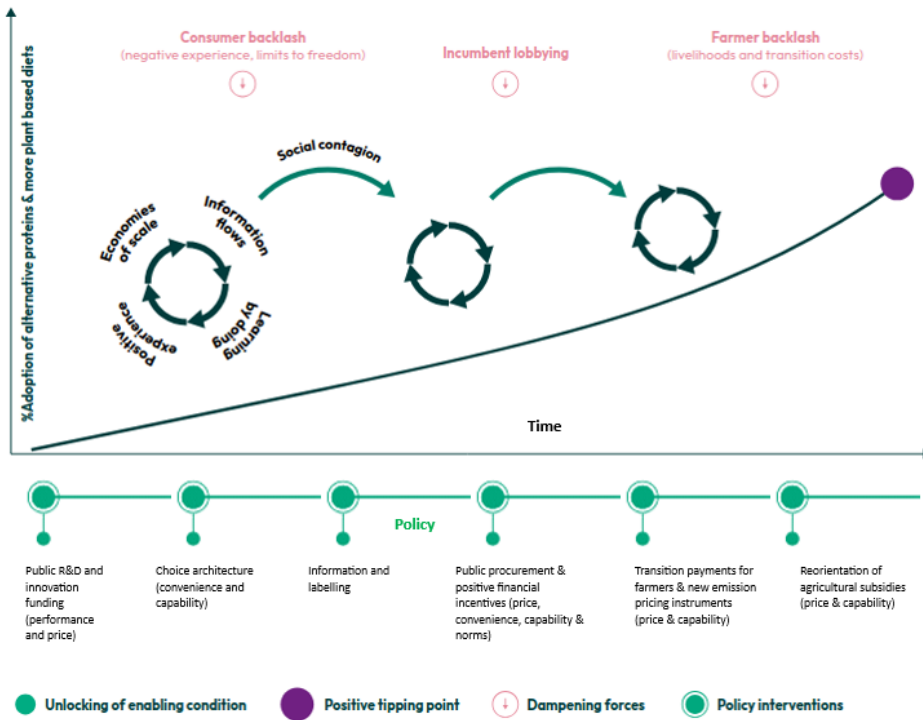 %Adoption of alternative proteins & more plant based diets
Consumer backlash
(negative experience, limits to freedom)
Incumbent lobbying
Farmer backlash
(livelihoods and transition costs)
Social contagion
Economies
of scale
Information
flows
Positive
experience
Learning
by doing
Time
Policy
Public R&D and
innovation
funding
(performance
and price)
Choice architecture
(convenience and
capability)
Information and
labelling
Public procurement &
positive financial
incentives (price,
convenience, capability &
norms)
Transition payments for
farmers & new emission
pricing instruments
(price & capability)
Reorientation of
agricultural subsidies
(price & capability)
Unlocking of enabling condition
Positive tipping point
Dampening forces
Policy interventions